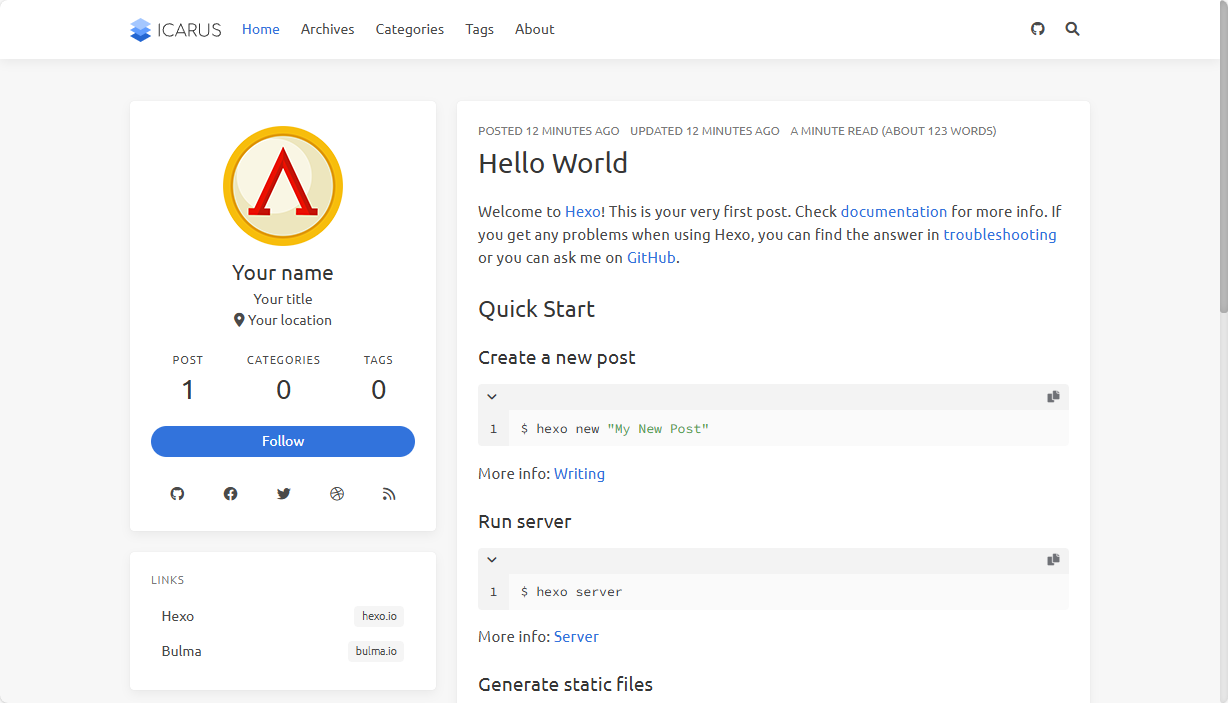 ICARUS Home Archives Categories Tags About
Your name
Your title
Your location
POST CATEGORIES TAGS
1 0 0
Follow
LINKS
Hexo hexo.io
Bulma bulma.io
POSTED 12 MINUTES AGO UPDATED 12 MINUTES AGO A MINUTE READ (ABOUT 123 WORDS)
Hello World
Welcome to Hexo! This is your very first post. Check documentation for more info. If
you get any problems when using Hexo, you can find the answer in troubleshooting
or you can ask me on GitHub.
Quick Start
Create a new post
1 $ hexo new "My New Post"
More info: Writing
Run server
1 $ hexo server
More info: Server
Generate static files